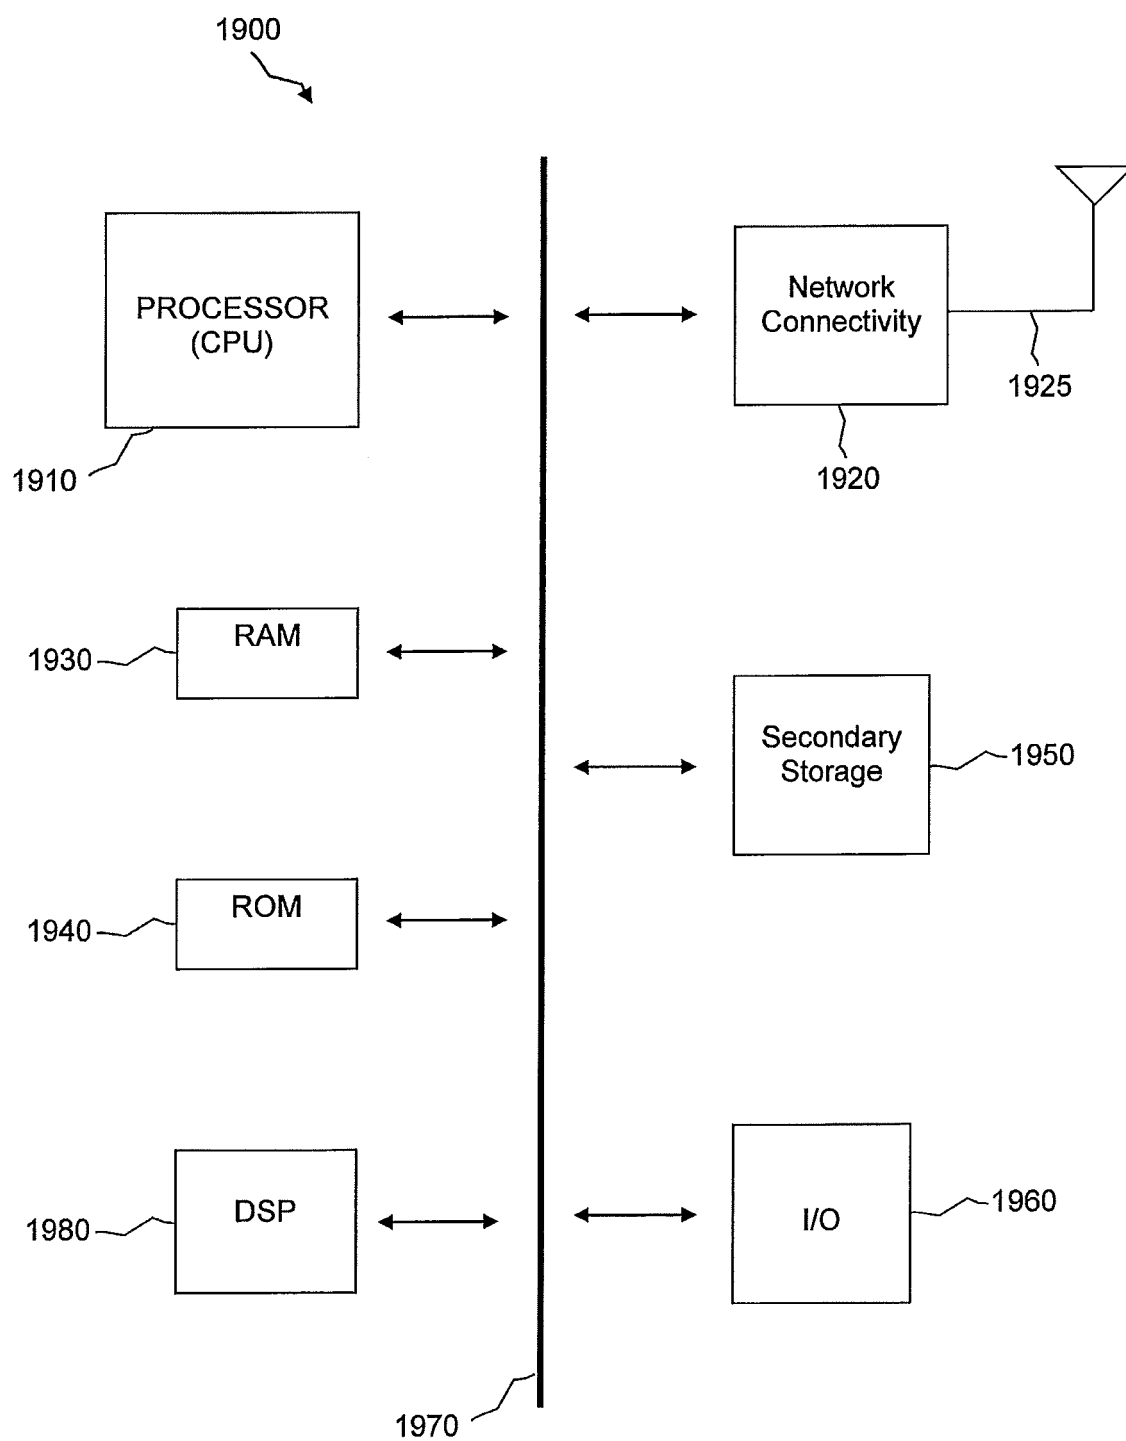 1900
PROCESSOR
(CPU)
1910
Network
Connectivity
1925
1920
RAM
1930
Secondary
Storage
1950
ROM
1940
DSP
1980
I/O
1960
1970